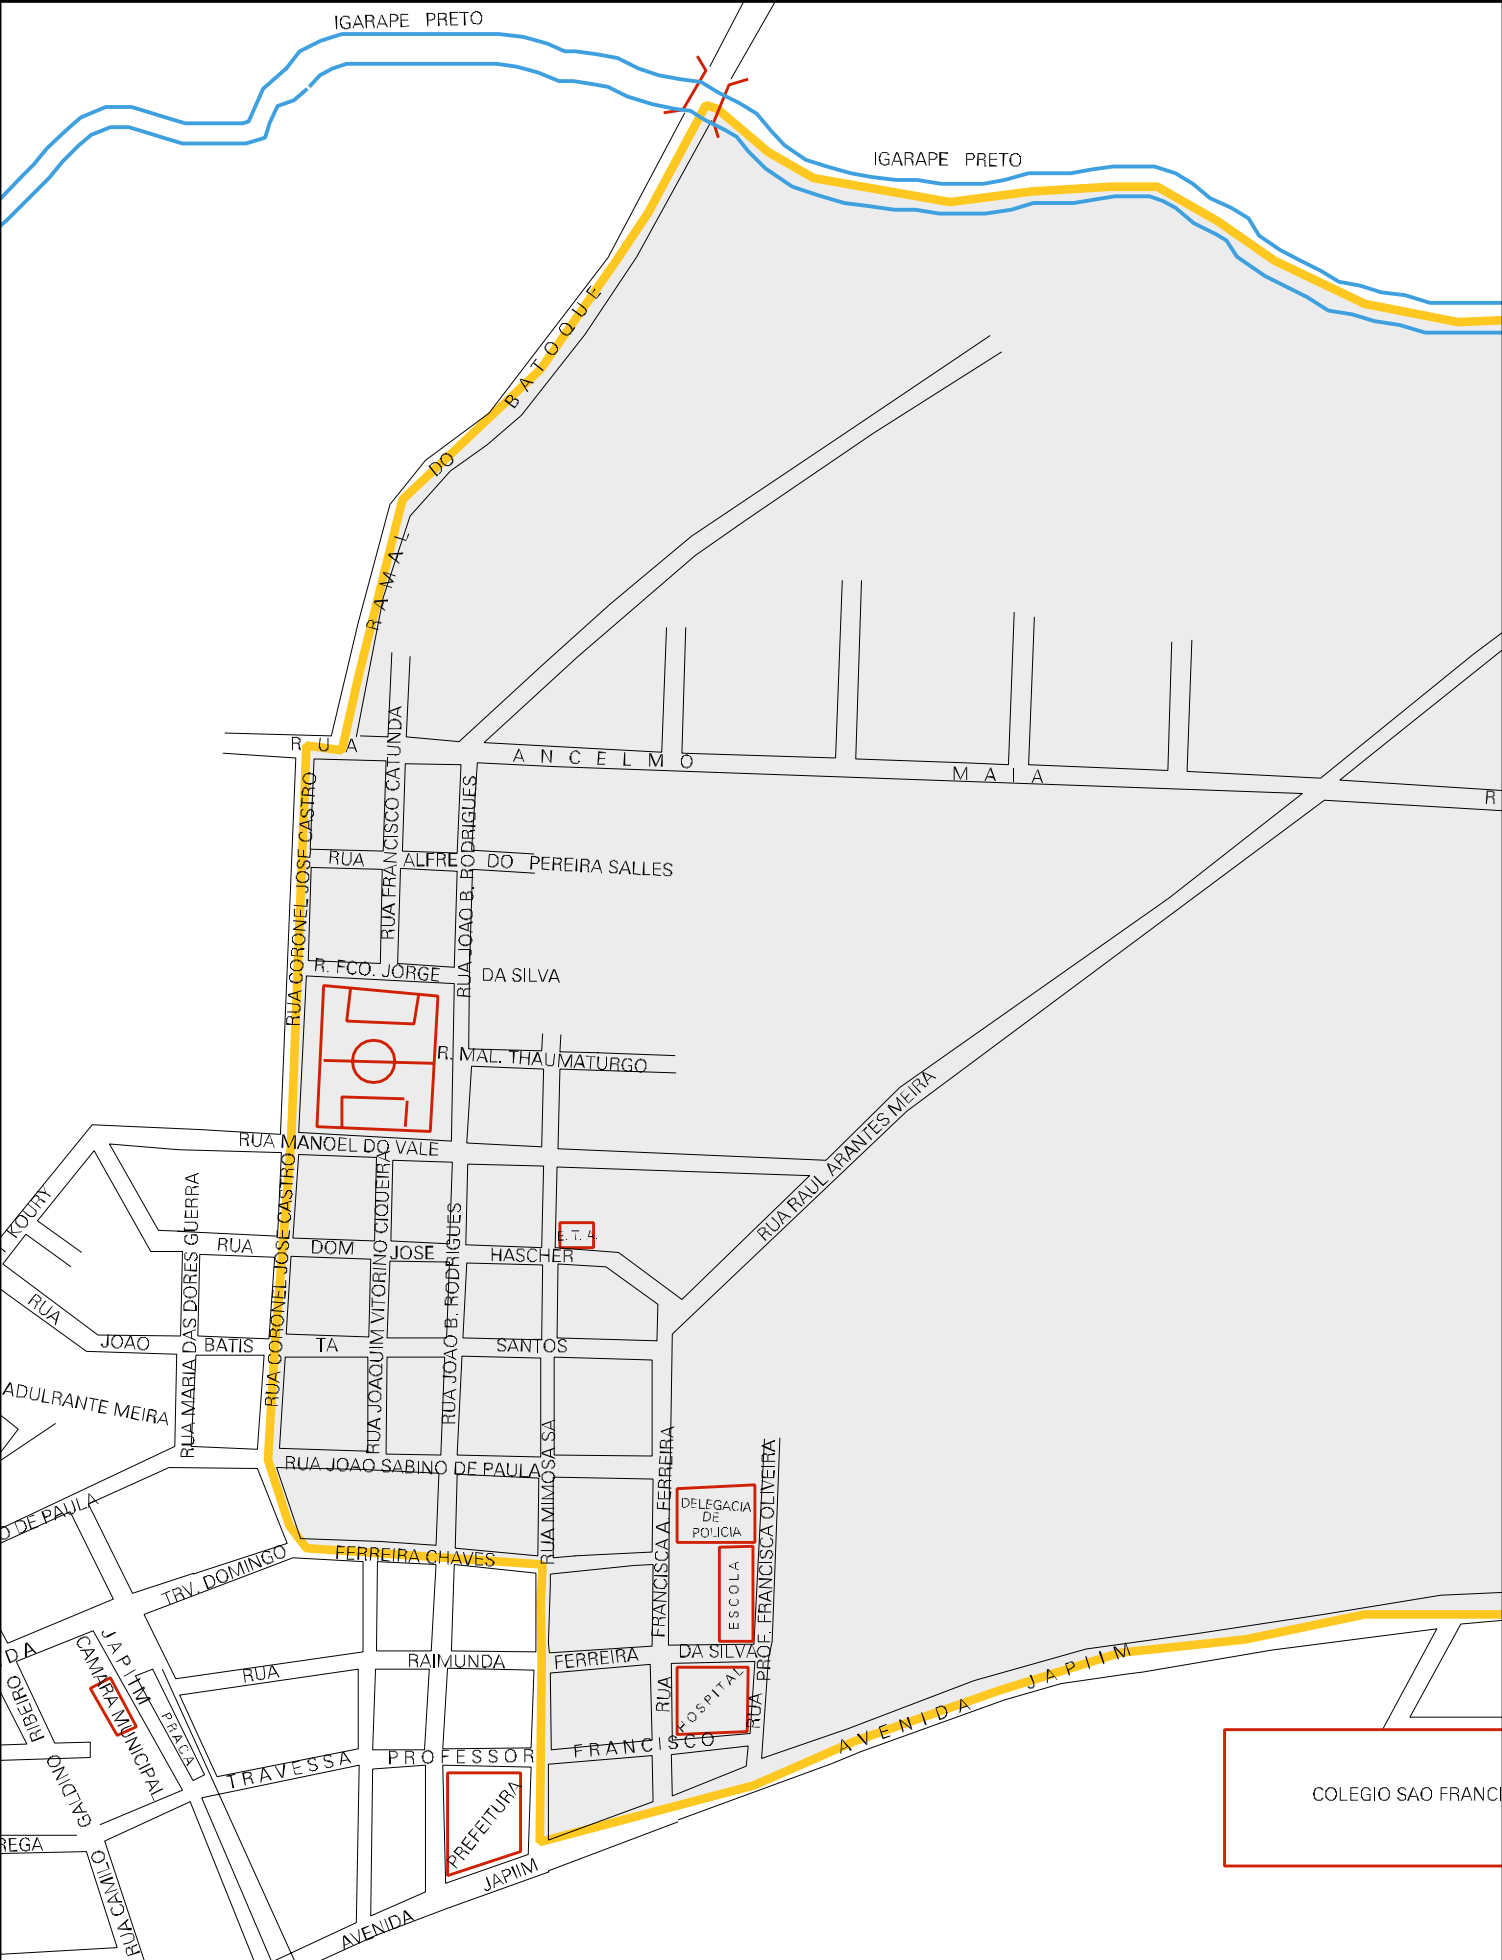 IGARAPE PRETO
IGARAPE PRETO
RAMAL DO BATOQUE
RUA ANCELMO MAIA
R
RUA CORONEL JOSE CASTRO
RUA FRANCISCO CATUNDA
RUA JOAO B. RODRIGUES
RUA ALFREDO PEREIRA SALLES
R. FCO. JORGE DA SILVA
R. MAL. THAUMATURGO
RUA MANOEL DO VALE
RUA RAUL ARANTES MEIRA
KOURY
RUA MARIA DAS DORES GUERRA
RUA CORONEL JOSE CASTRO
RUA JOAQUIM VITORINO CIQUEIRA
RUA JOAO B. RODRIGUES
E.T.A.
RUA DOM JOSE HASCHER
RUA JOAO BATISTA SANTOS
ADULRANTE MEIRA
RUA MIMOSA SA
RUA FRANCISCA A. FERREIRA
RUA PROF. FRANCISCA OLIVEIRA
RUA JOAO SABINO DE PAULA
O DE PAULA
DELEGACIA
DE
POLICIA
ESCOLA
TRV. DOMINGO FERREIRA CHAVES
DA
JAPIIM
CAMARA MUNICIPAL
PRACA
RIBEIRO
GALDINO
RUA RAIMUNDA FERREIRA DA SILVA
HOSPITAL
TRAVESSA PROFESSOR FRANCISCO
PREFEITURA
AVENIDA JAPIIM
AVENIDA JAPIIM
COLEGIO SAO FRANCI
REGA
RUA CAMILO